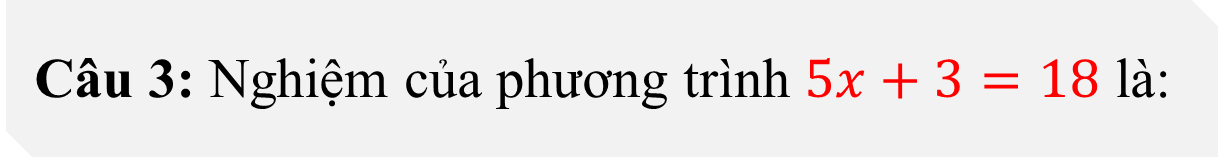 Câu 3: Nghiệm của phương trình 5x + 3 = 18 là: